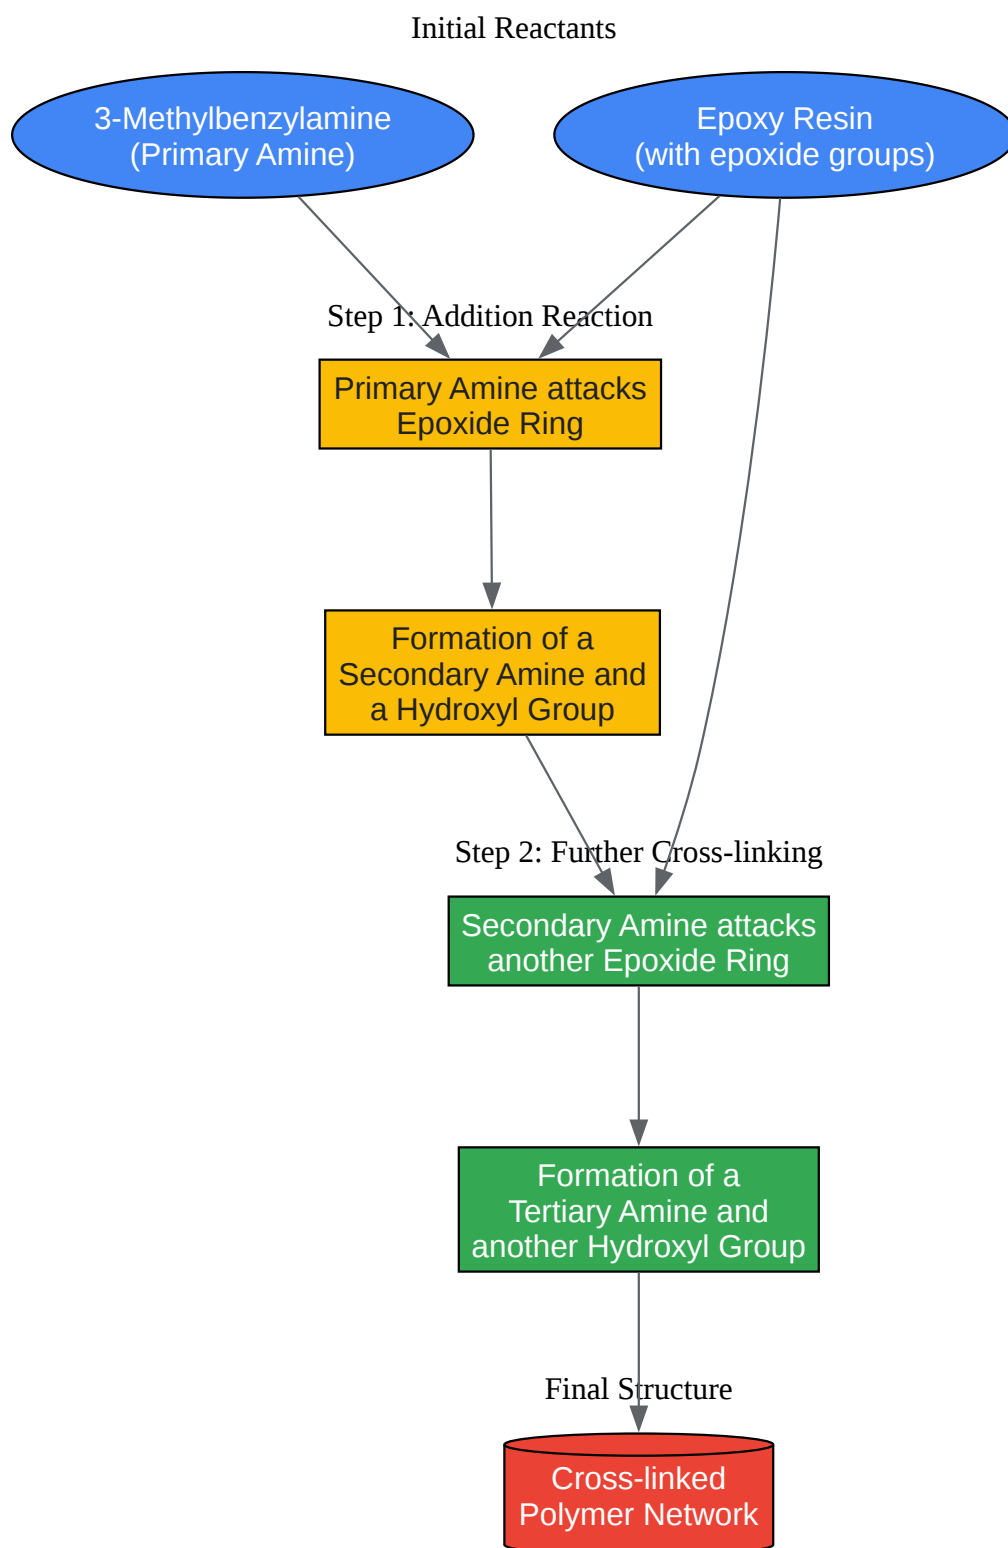 Initial Reactants
3-Methylbenzylamine
(Primary Amine)
Epoxy Resin
(with epoxide groups)
Step 1: Addition Reaction
Primary Amine attacks
Epoxide Ring
Formation of a
Secondary Amine and
a Hydroxyl Group
Step 2: Further Cross-linking
Secondary Amine attacks
another Epoxide Ring
Formation of a
Tertiary Amine and
another Hydroxyl Group
Final Structure
Cross-linked
Polymer Network